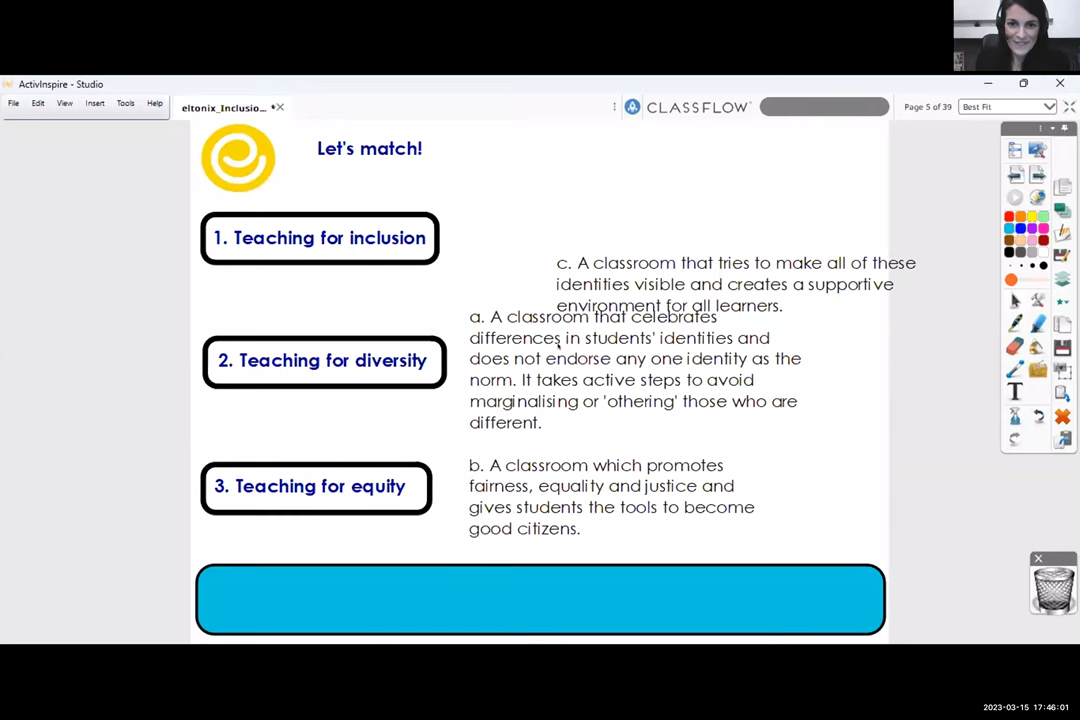 ActivInspire - Studio
File Edit View Insert Tools Help
eltonix_Inclusio... *
CLASSFLOW
Page 5 of 39
Best Fit
Let's match!
1. Teaching for inclusion
c. A classroom that tries to make all of these
identities visible and creates a supportive
environment for all learners.
a. A classroom that celebrates
differences in students' identities and
does not endorse any one identity as the
norm. It takes active steps to avoid
marginalising or 'othering' those who are
different.
2. Teaching for diversity
3. Teaching for equity
b. A classroom which promotes
fairness, equality and justice and
gives students the tools to become
good citizens.
2023-03-15 17:46:01